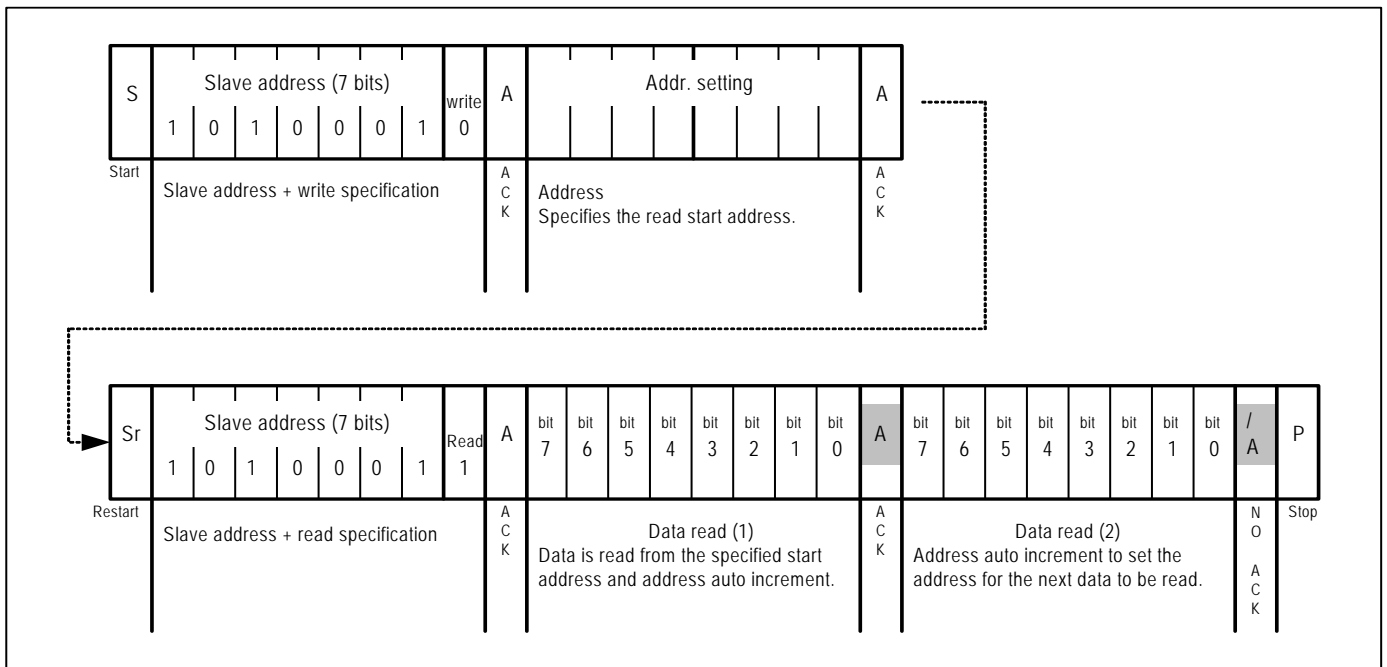 S Slave address (7 bits) write A Addr. setting A
1 0 1 0 0 0 1 0
Start
Slave address + write specification
A C K
Address
Specifies the read start address.
A C K
Sr Slave address (7 bits) Read A bit 7 bit 6 bit 5 bit 4 bit 3 bit 2 bit 1 bit 0 A bit 7 bit 6 bit 5 bit 4 bit 3 bit 2 bit 1 bit 0 / A P
1 0 1 0 0 0 1 1
Restart
Slave address + read specification
A C K
Data read (1)
Data is read from the specified start
address and address auto increment.
A C K
Data read (2)
Address auto increment to set the
address for the next data to be read.
N O A C K
Stop